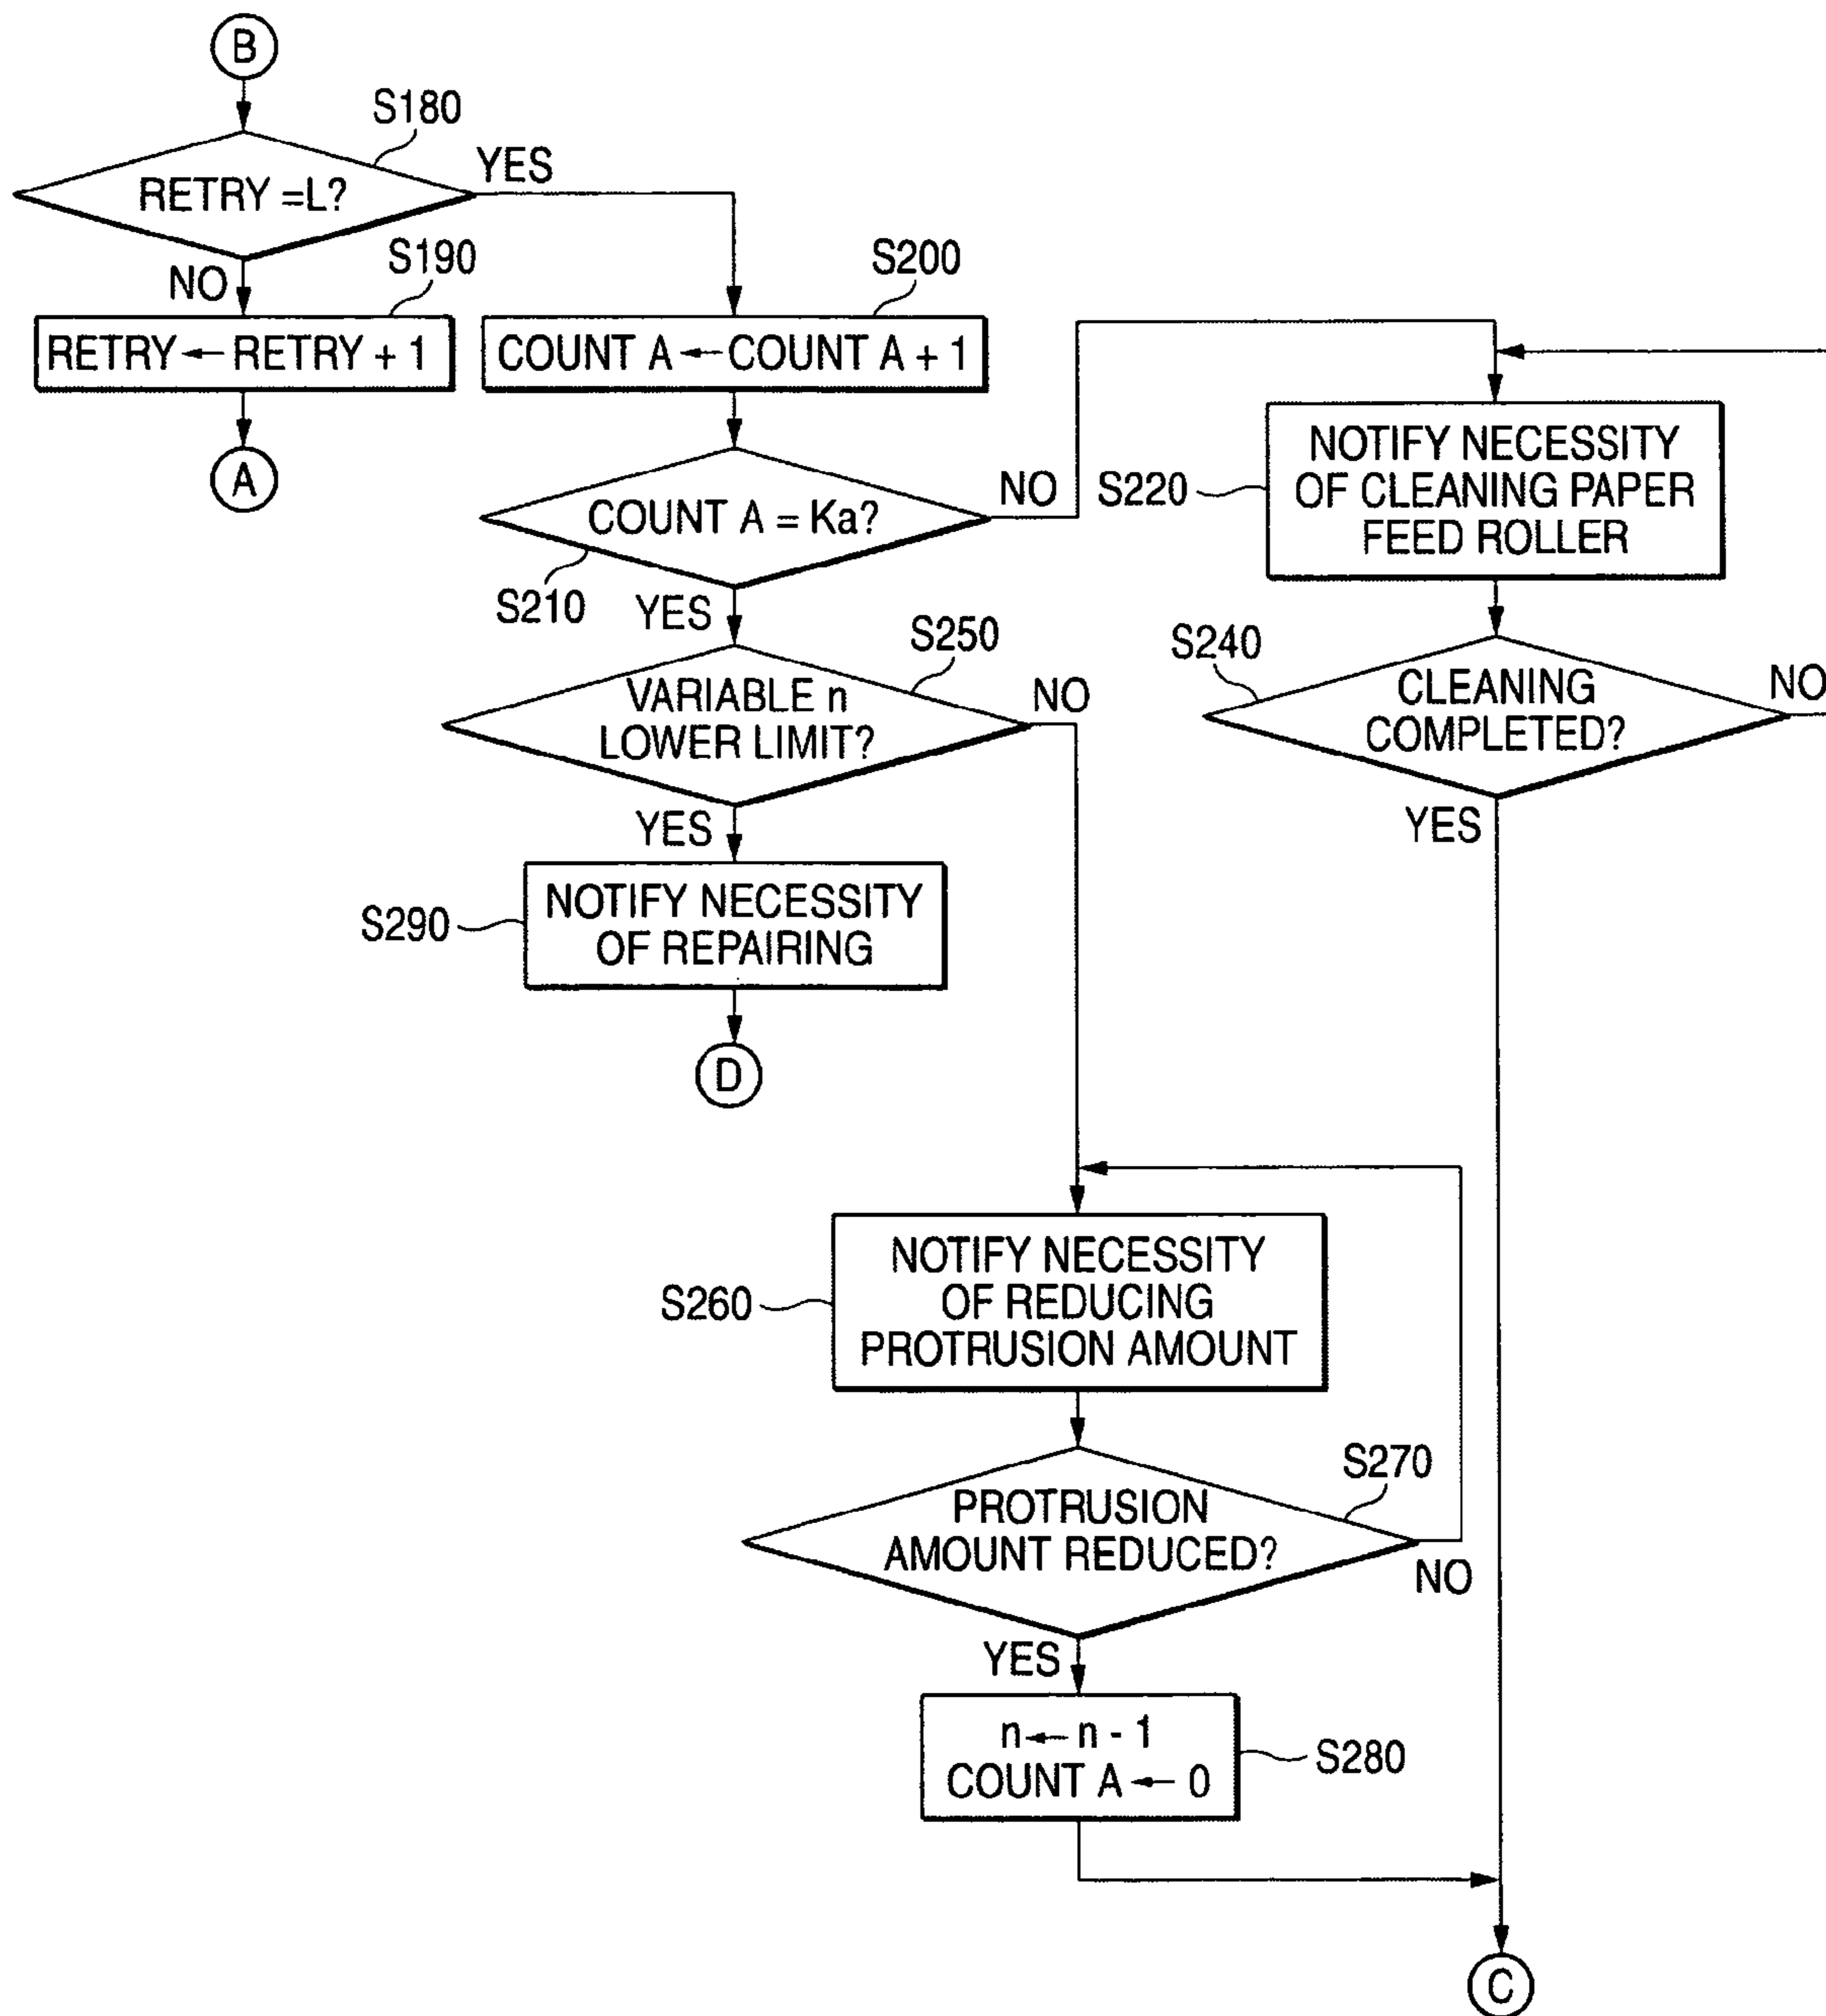 B
S180
RETRY =L?
YES
NO
S190
RETRY ← RETRY + 1
A
S200
COUNT A ← COUNT A + 1
COUNT A = Ka?
NO
S210
YES
S220
NOTIFY NECESSITY
OF CLEANING PAPER
FEED ROLLER
S240
CLEANING
COMPLETED?
NO
YES
S250
VARIABLE n
LOWER LIMIT?
NO
YES
S290
NOTIFY NECESSITY
OF REPAIRING
D
S260
NOTIFY NECESSITY
OF REDUCING
PROTRUSION AMOUNT
S270
PROTRUSION
AMOUNT REDUCED?
NO
YES
n ← n - 1
COUNT A ← 0
S280
C